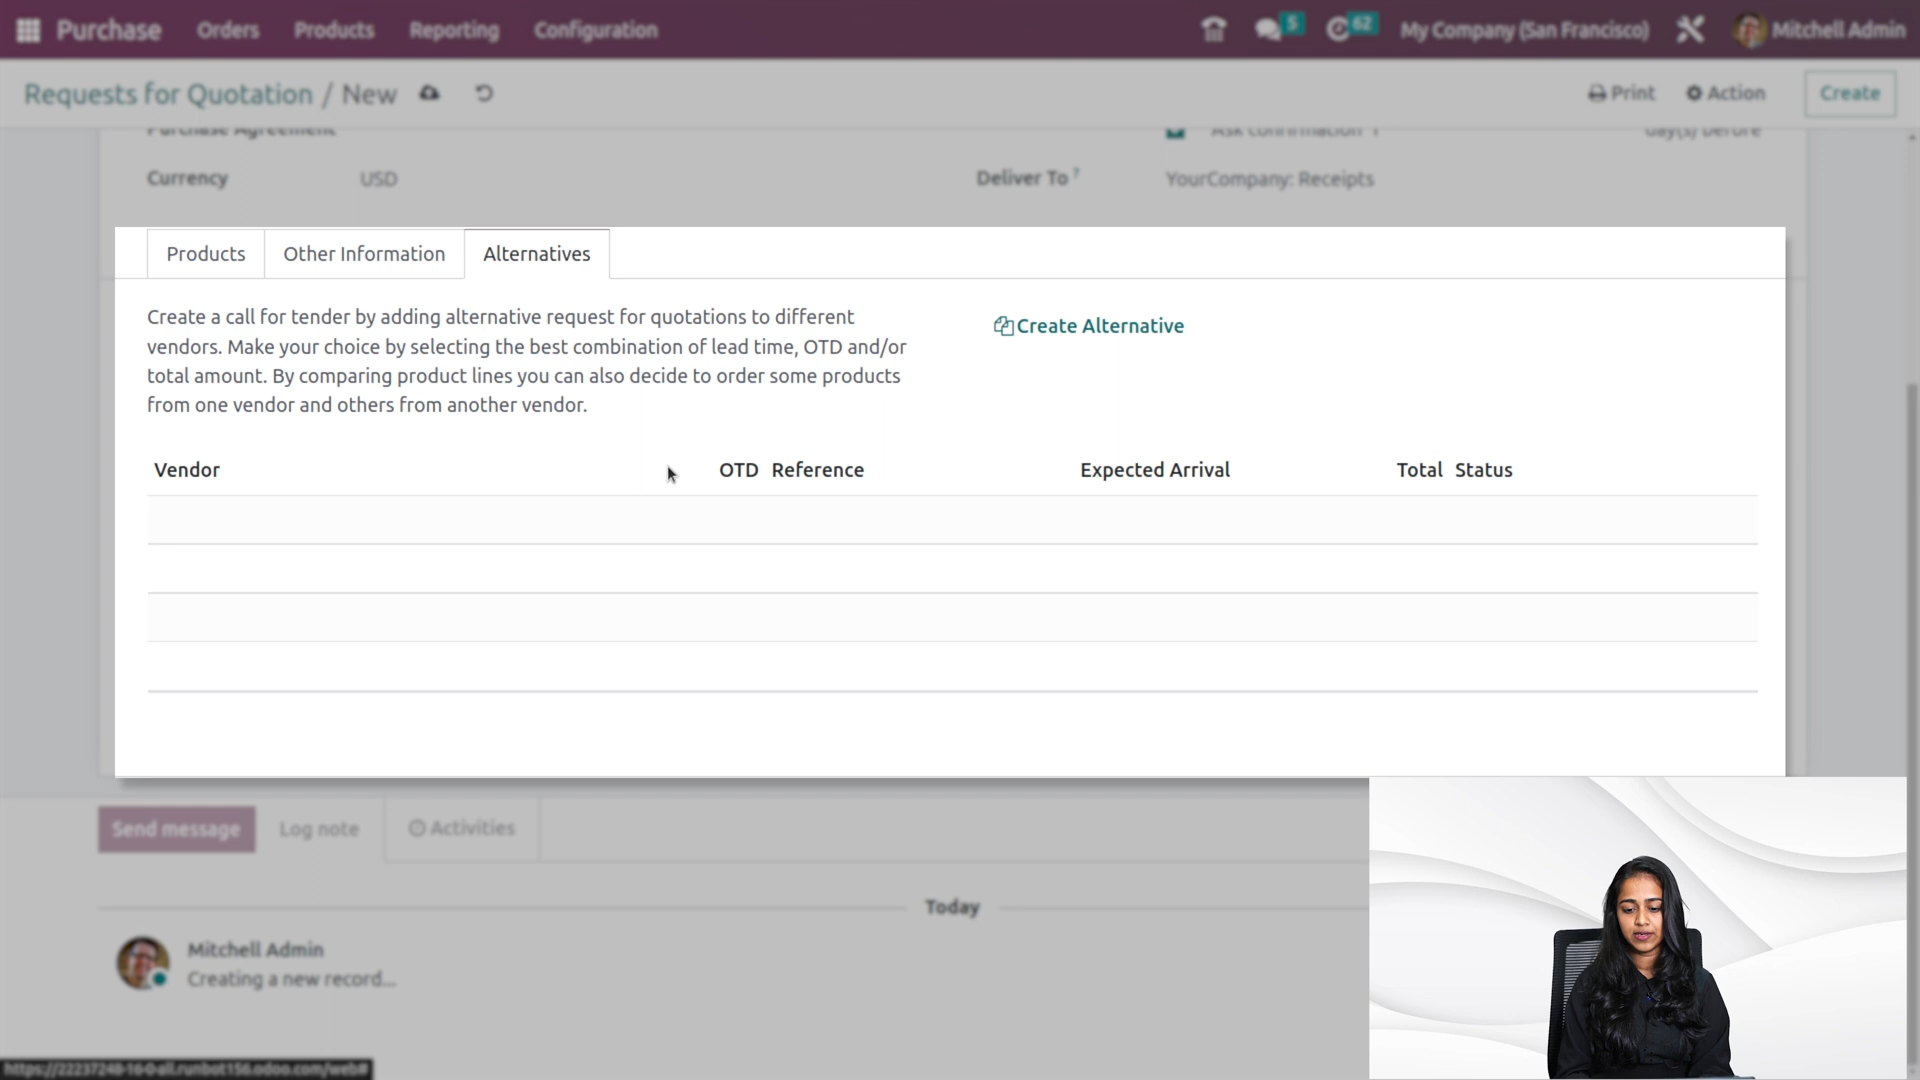 Purchase Orders Products Reporting Configuration 5 62 My Company (San Francisco) Mitchell Admin
Requests for Quotation / New Print Action Create
Purchase Agreement Ask confirmation 1 day(s) before
Currency USD Deliver To ? YourCompany: Receipts
Products Other Information Alternatives
Create a call for tender by adding alternative request for quotations to different
vendors. Make your choice by selecting the best combination of lead time, OTD and/or
total amount. By comparing product lines you can also decide to order some products
from one vendor and others from another vendor.
Create Alternative
Vendor OTD Reference Expected Arrival Total Status
Send message Log note Activities
Today
Mitchell Admin
Creating a new record...
https://22237248-16-0-all.runbot156.odoo.com/web#